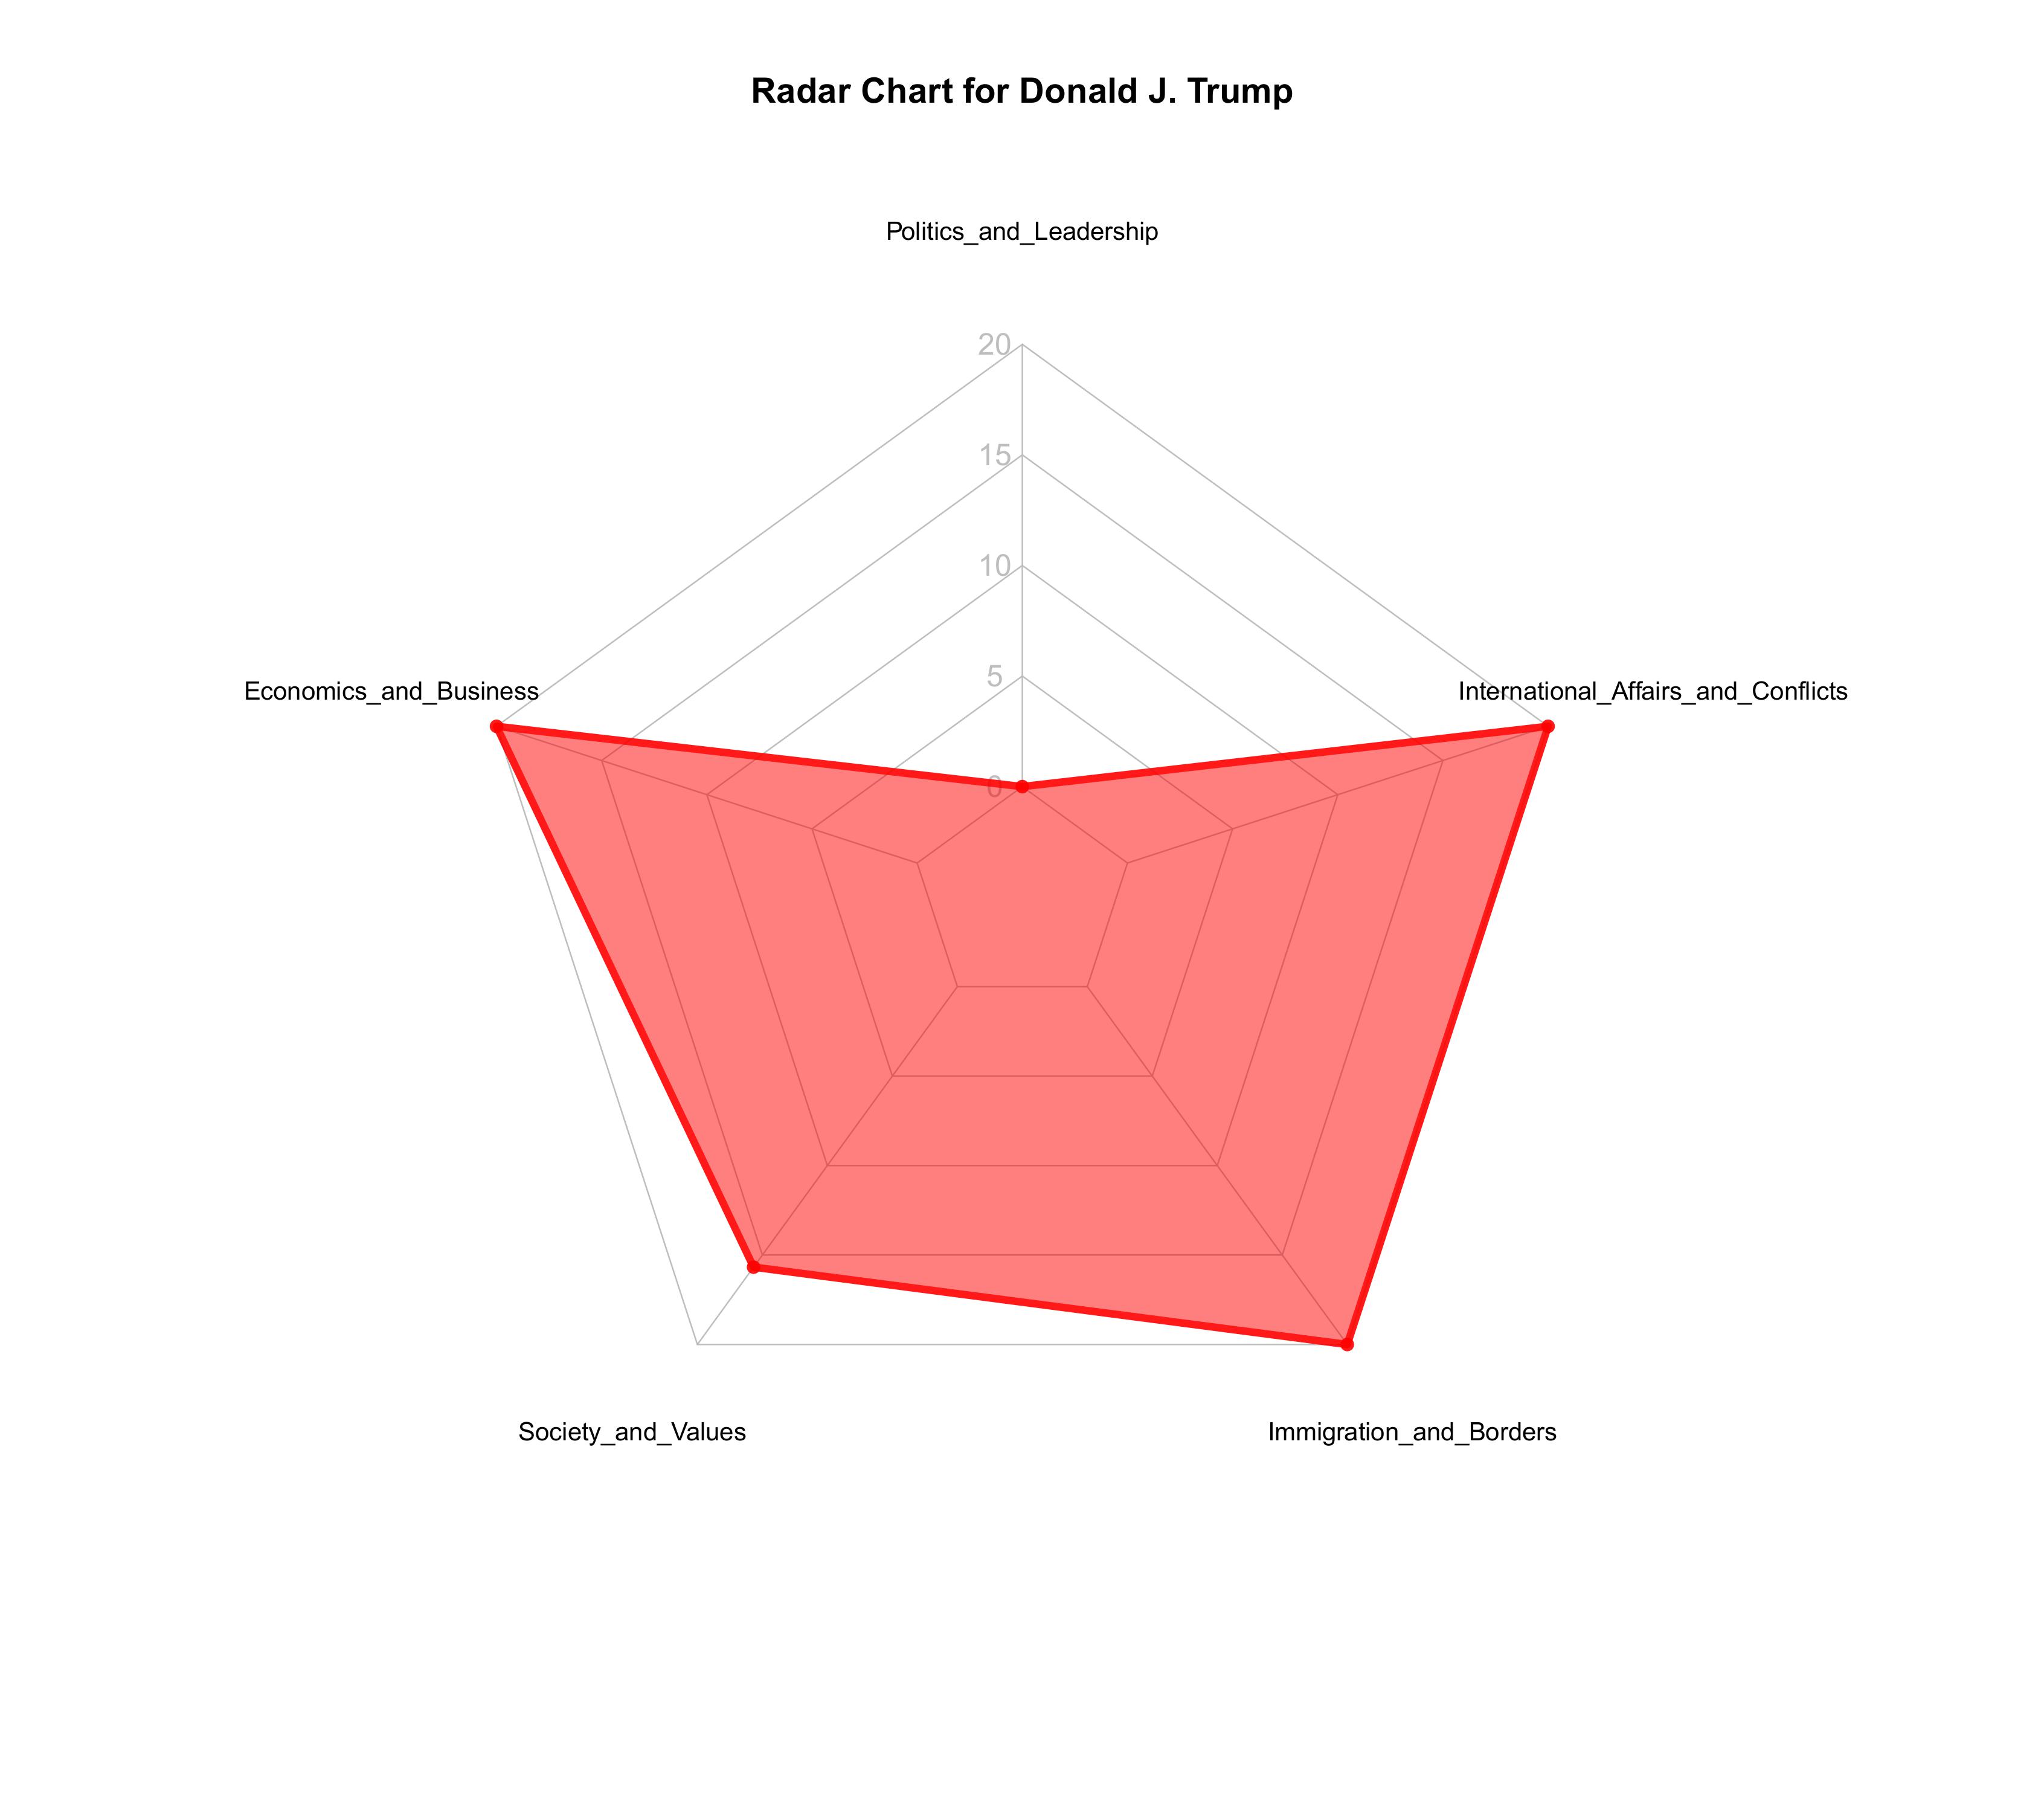 Radar Chart for Donald J. Trump
Politics_and_Leadership
20
15
10
5
Economics_and_Business
International_Affairs_and_Conflicts
0
Society_and_Values
Immigration_and_Borders